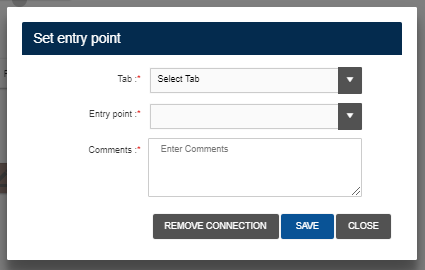 Set entry point
Tab :* Select Tab
Entry point :*
Comments :* Enter Comments
REMOVE CONNECTION SAVE CLOSE